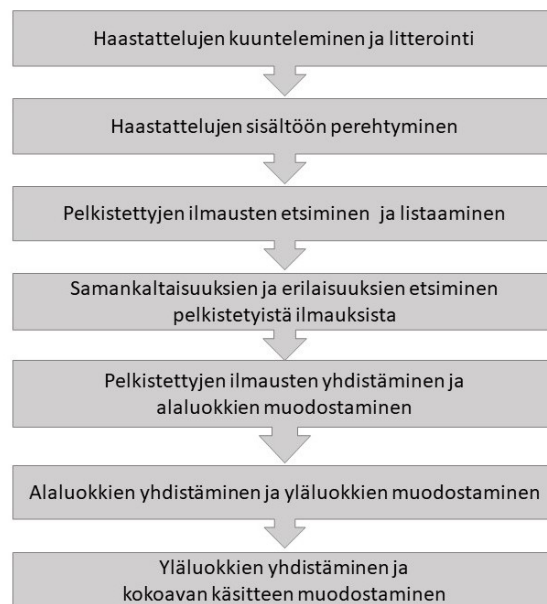 Haastattelujen kuunteleminen ja litterointi
Haastattelujen sisältöön perehtyminen
Pelkistettyjen ilmausten etsiminen ja listaaminen
Samankaltaisuuksien ja erilaisuuksien etsiminen
pelkistetyistä ilmauksista
Pelkistettyjen ilmausten yhdistäminen ja
alaluokkien muodostaminen
Alaluokkien yhdistäminen ja yläluokkien muodostaminen
Yläluokkien yhdistäminen ja
kokoavan käsitteen muodostaminen